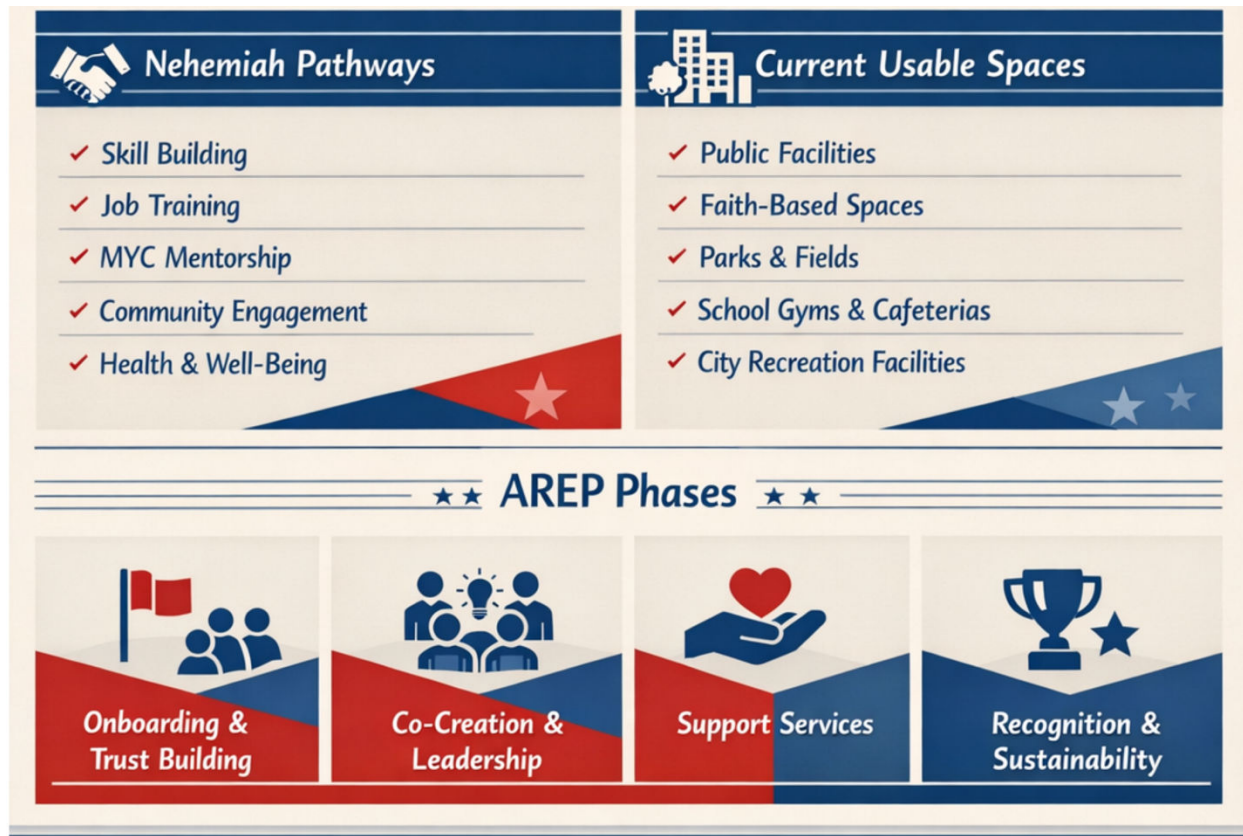 Nehemiah Pathways
Skill Building
Job Training
MYC Mentorship
Community Engagement
Health & Well-Being
Current Usable Spaces
Public Facilities
Faith-Based Spaces
Parks & Fields
School Gyms & Cafeterias
City Recreation Facilities
AREP Phases
Onboarding &
Trust Building
Co-Creation &
Leadership
Support Services
Recognition &
Sustainability